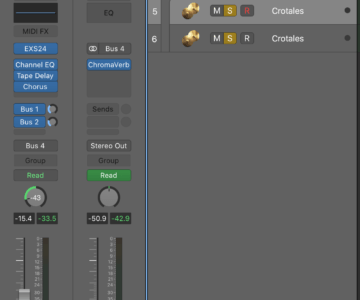 MIDI FX
EXS24
Channel EQ
Tape Delay
Chorus
Bus 1
Bus 2
Bus 4
Group
Read
-43
-15.4 -33.5
EQ
Bus 4
ChromaVerb
Sends
Stereo Out
Group
Read
-50.9 -42.9
5 M S R Crotales
6 M S R Crotales